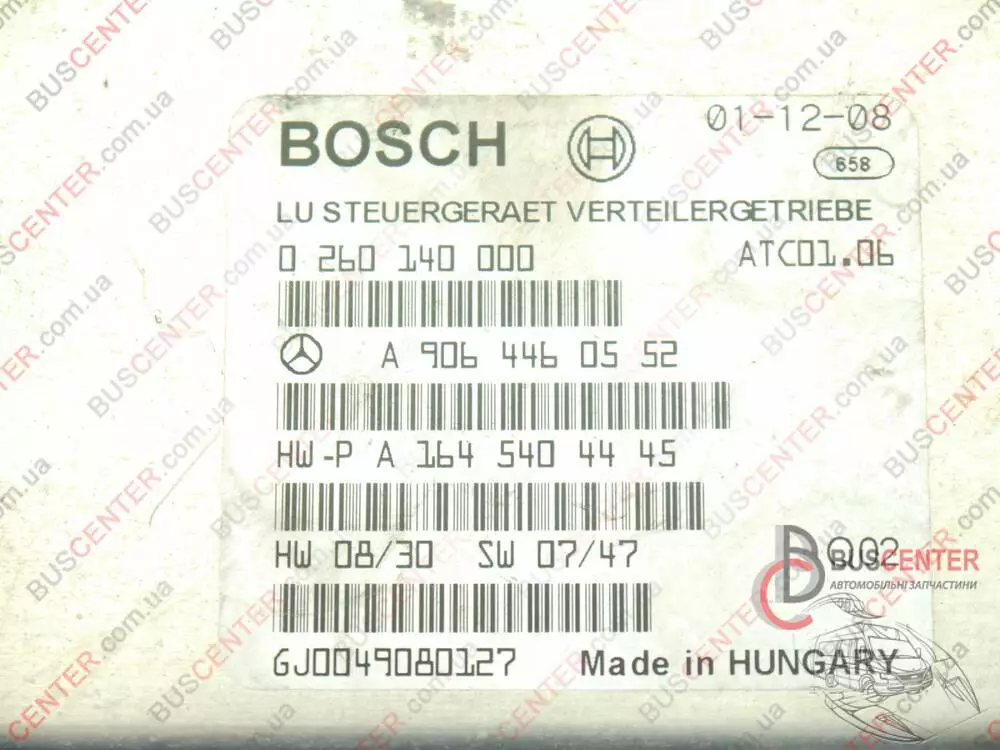 BOSCH
01-12-08
658
LU STEUERGERAET VERTEILERGETRIEBE
0 260 140 000
ATC01.06
A 906 446 05 52
HW-P A 164 540 44 45
HW 08/30 SW 07/47
Q02
BUSCENTER
АВТОМОБІЛЬНІ ЗАПЧАСТИНИ
GJ0049080127
Made in HUNGARY
BUSCENTER.com.ua